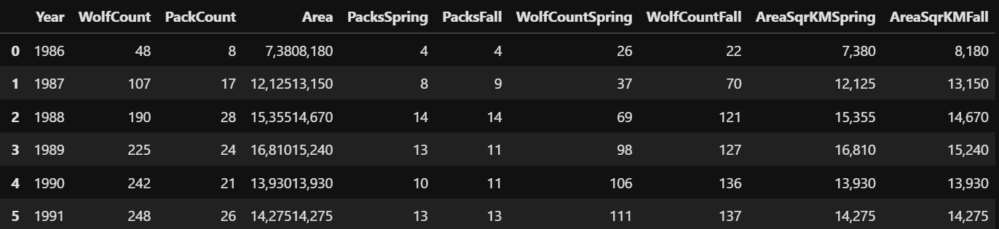 Year WolfCount PackCount Area PacksSpring PacksFall WolfCountSpring WolfCountFall AreaSqrKMSpring AreaSqrKMFall
0 1986 48 8 7,3808,180 4 4 26 22 7,380 8,180
1 1987 107 17 12,12513,150 8 9 37 70 12,125 13,150
2 1988 190 28 15,35514,670 14 14 69 121 15,355 14,670
3 1989 225 24 16,81015,240 13 11 98 127 16,810 15,240
4 1990 242 21 13,93013,930 10 11 106 136 13,930 13,930
5 1991 248 26 14,27514,275 13 13 111 137 14,275 14,275